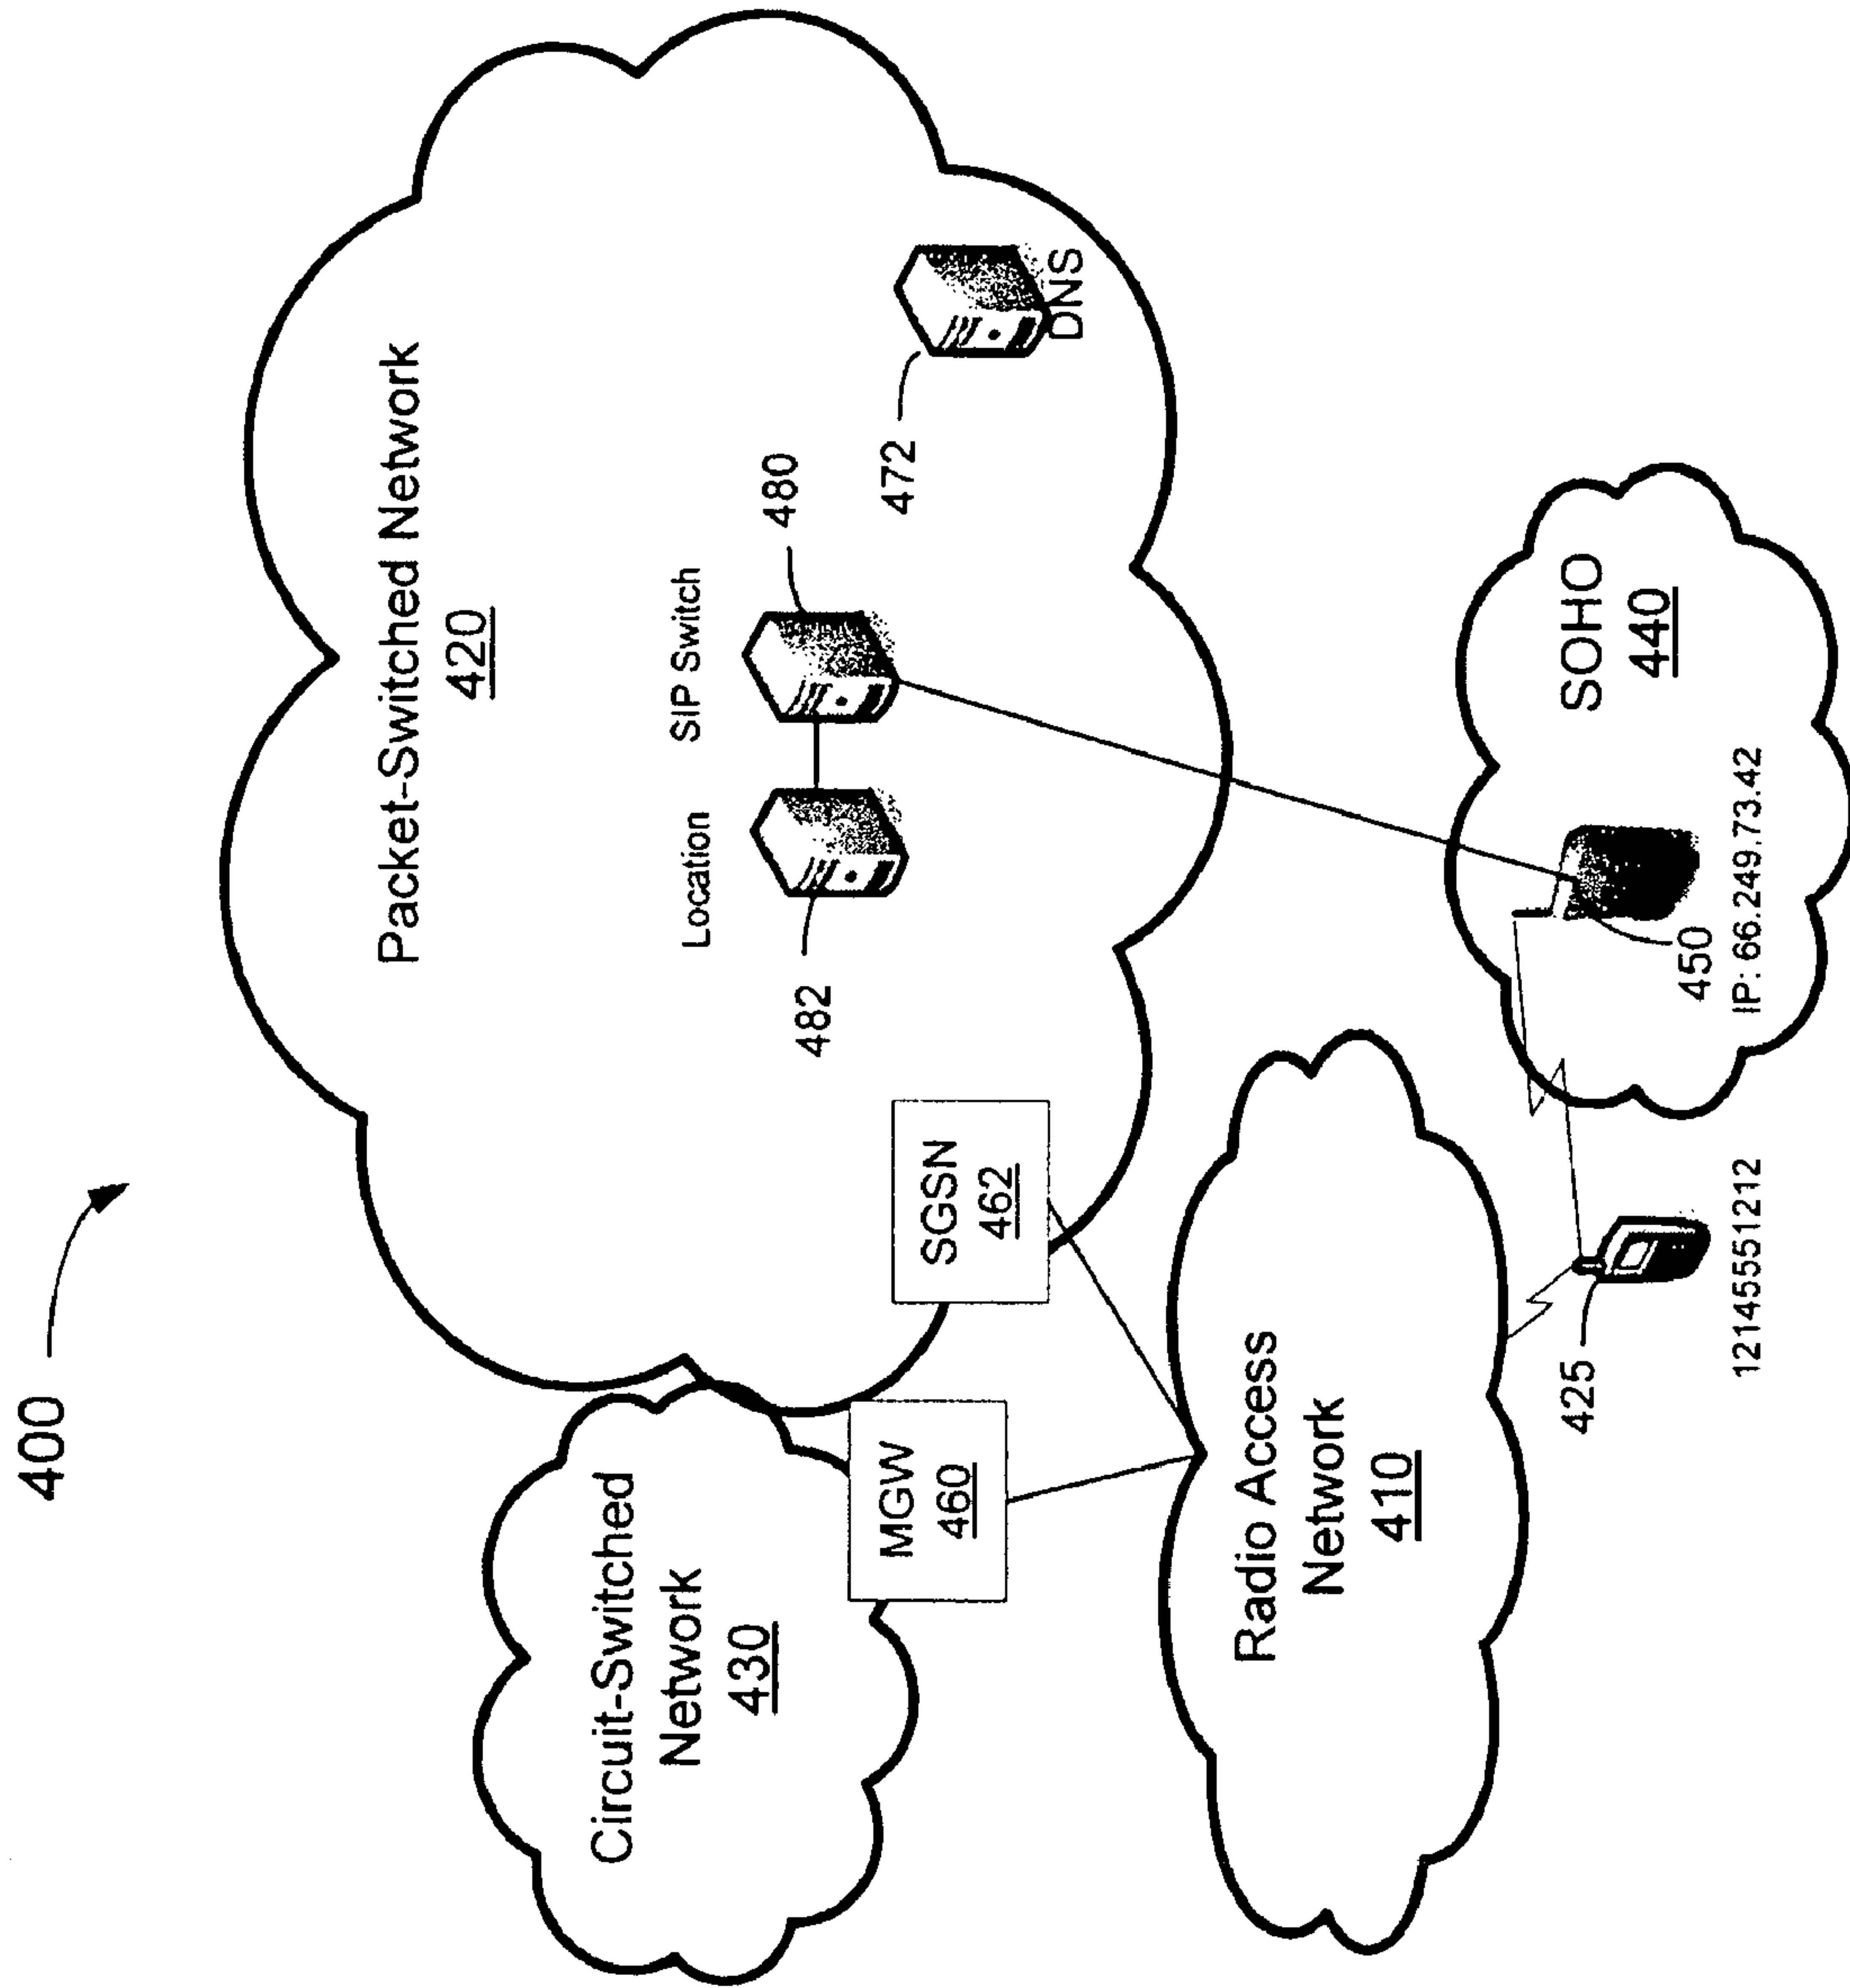 400
Packet-Switched Network
420
Circuit-Switched
Network
430
Location
SIP Switch
482
480
472
DNS
SGSN
462
MGW
460
Radio Access
Network
410
SOHO
440
450
IP: 66.249.73.42
425
12145551212